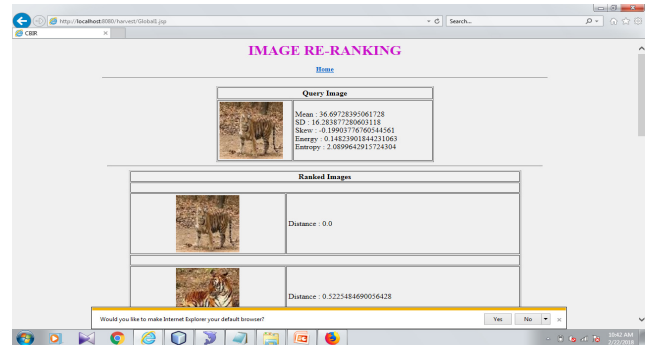 http://localhost:8080/harvest/Global1.jsp
Search...
CBIR
IMAGE RE-RANKING
Home
Query Image
Mean : 36.69728395061728
SD : 16.283877280603118
Skew : -0.19903776760544561
Energy : 0.14823901844231063
Entropy : 2.0899642915724304
Ranked Images
Distance : 0.0
Distance : 0.5225484690056428
Would you like to make Internet Explorer your default browser?
Yes
No
10:42 AM
2/22/2018